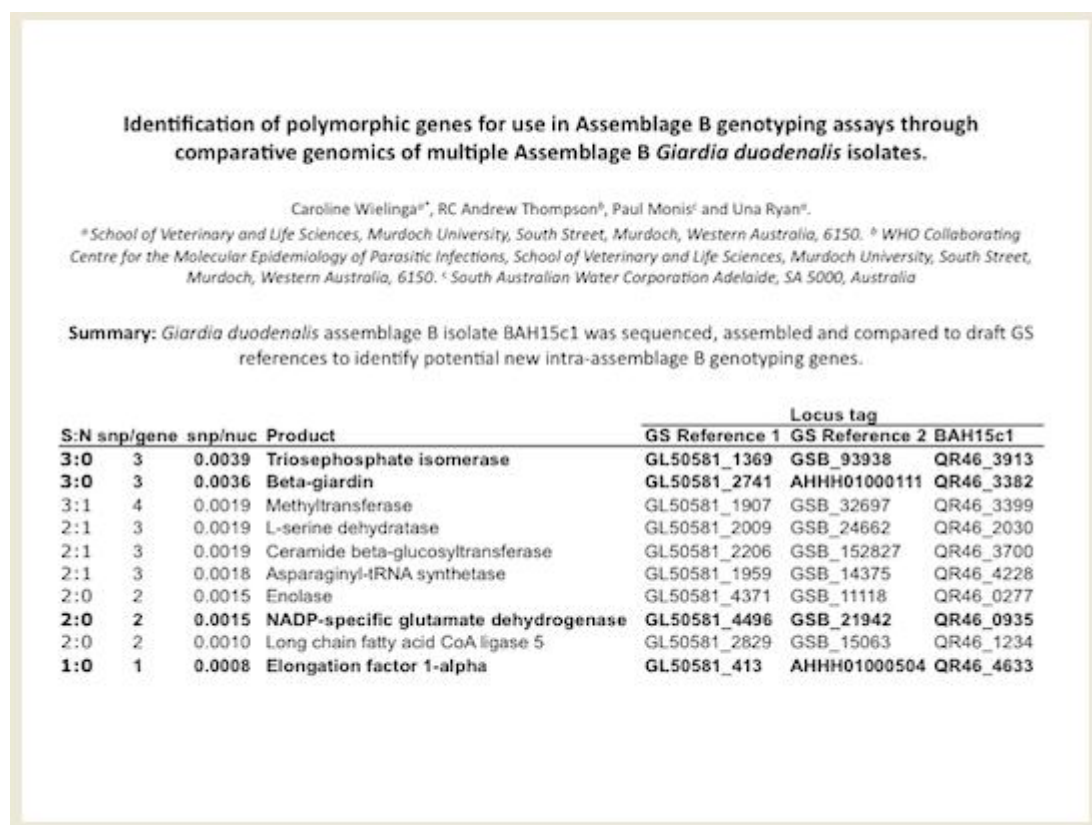 Identification of polymorphic genes for use in Assemblage B genotyping assays through
comparative genomics of multiple Assemblage B Giardia duodenalis isolates.
Caroline Wielingaa*, RC Andrew Thompsonb, Paul Monisc and Una Ryana.
a School of Veterinary and Life Sciences, Murdoch University, South Street, Murdoch, Western Australia, 6150. b WHO Collaborating
Centre for the Molecular Epidemiology of Parasitic Infections, School of Veterinary and Life Sciences, Murdoch University, South Street,
Murdoch, Western Australia, 6150. c South Australian Water Corporation Adelaide, SA 5000, Australia
Summary: Giardia duodenalis assemblage B isolate BAH15c1 was sequenced, assembled and compared to draft GS
references to identify potential new intra-assemblage B genotyping genes.
Locus tag
S:N snp/gene snp/nuc Product GS Reference 1 GS Reference 2 BAH15c1
3:0 3 0.0039 Triosephosphate isomerase GL50581_1369 GSB_93938 QR46_3913
3:0 3 0.0036 Beta-giardin GL50581_2741 AHHH01000111 QR46_3382
3:1 4 0.0019 Methyltransferase GL50581_1907 GSB_32697 QR46_3399
2:1 3 0.0019 L-serine dehydratase GL50581_2009 GSB_24662 QR46_2030
2:1 3 0.0019 Ceramide beta-glucosyltransferase GL50581_2206 GSB_152827 QR46_3700
2:1 3 0.0018 Asparaginyl-tRNA synthetase GL50581_1959 GSB_14375 QR46_4228
2:0 2 0.0015 Enolase GL50581_4371 GSB_11118 QR46_0277
2:0 2 0.0015 NADP-specific glutamate dehydrogenase GL50581_4496 GSB_21942 QR46_0935
2:0 2 0.0010 Long chain fatty acid CoA ligase 5 GL50581_2829 GSB_15063 QR46_1234
1:0 1 0.0008 Elongation factor 1-alpha GL50581_413 AHHH01000504 QR46_4633